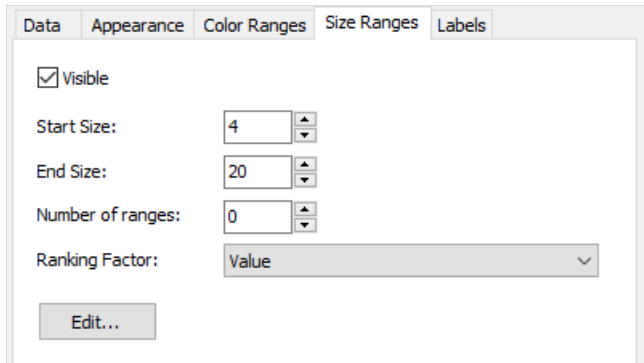 Data Appearance Color Ranges Size Ranges Labels
Visible
Start Size: 4
End Size: 20
Number of ranges: 0
Ranking Factor: Value
Edit...